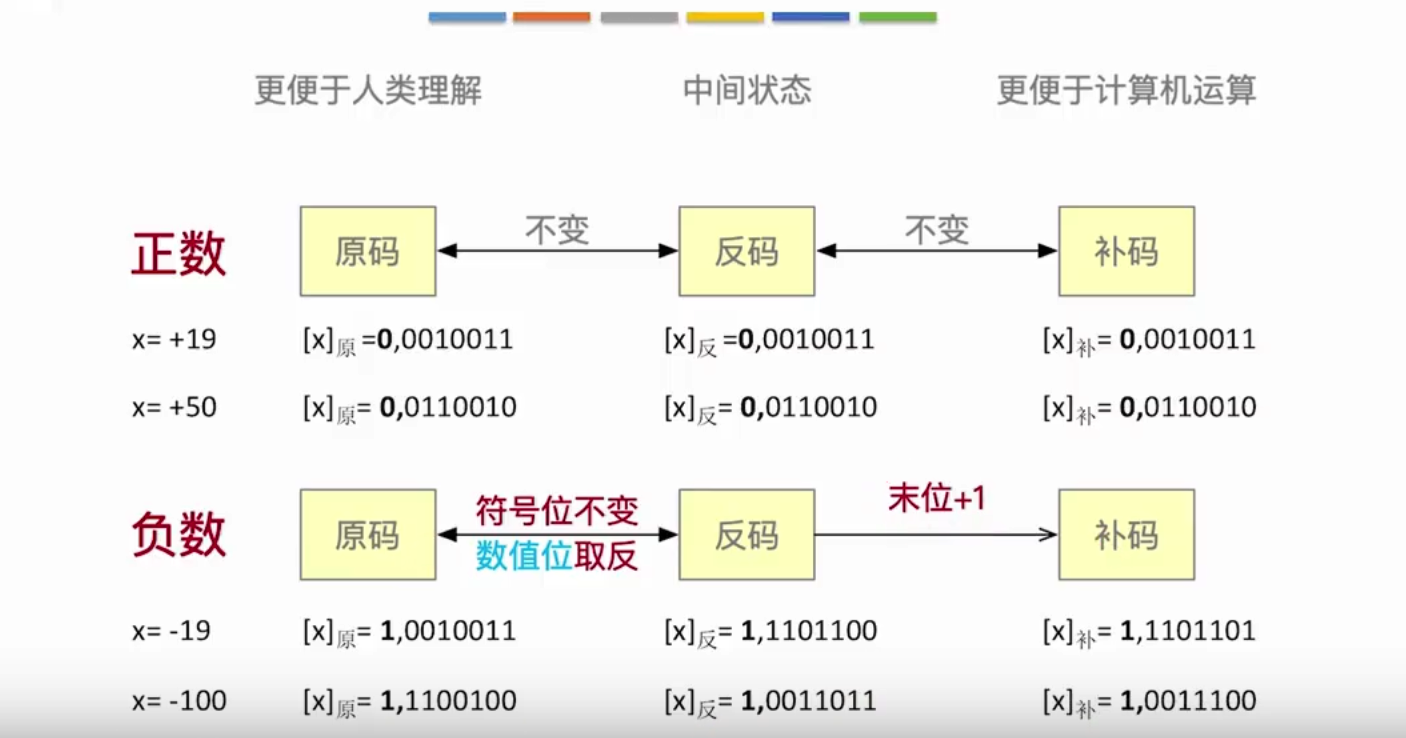 更便于人类理解 中间状态 更便于计算机运算
正数 原码 不变 反码 不变 补码
x= +19 [x]原 =0,0010011 [x]反 =0,0010011 [x]补= 0,0010011
x= +50 [x]原= 0,0110010 [x]反= 0,0110010 [x]补= 0,0110010
负数 原码 符号位不变 反码 末位+1 补码
数值位取反
x= -19 [x]原= 1,0010011 [x]反= 1,1101100 [x]补= 1,1101101
x= -100 [x]原= 1,1100100 [x]反= 1,0011011 [x]补= 1,0011100